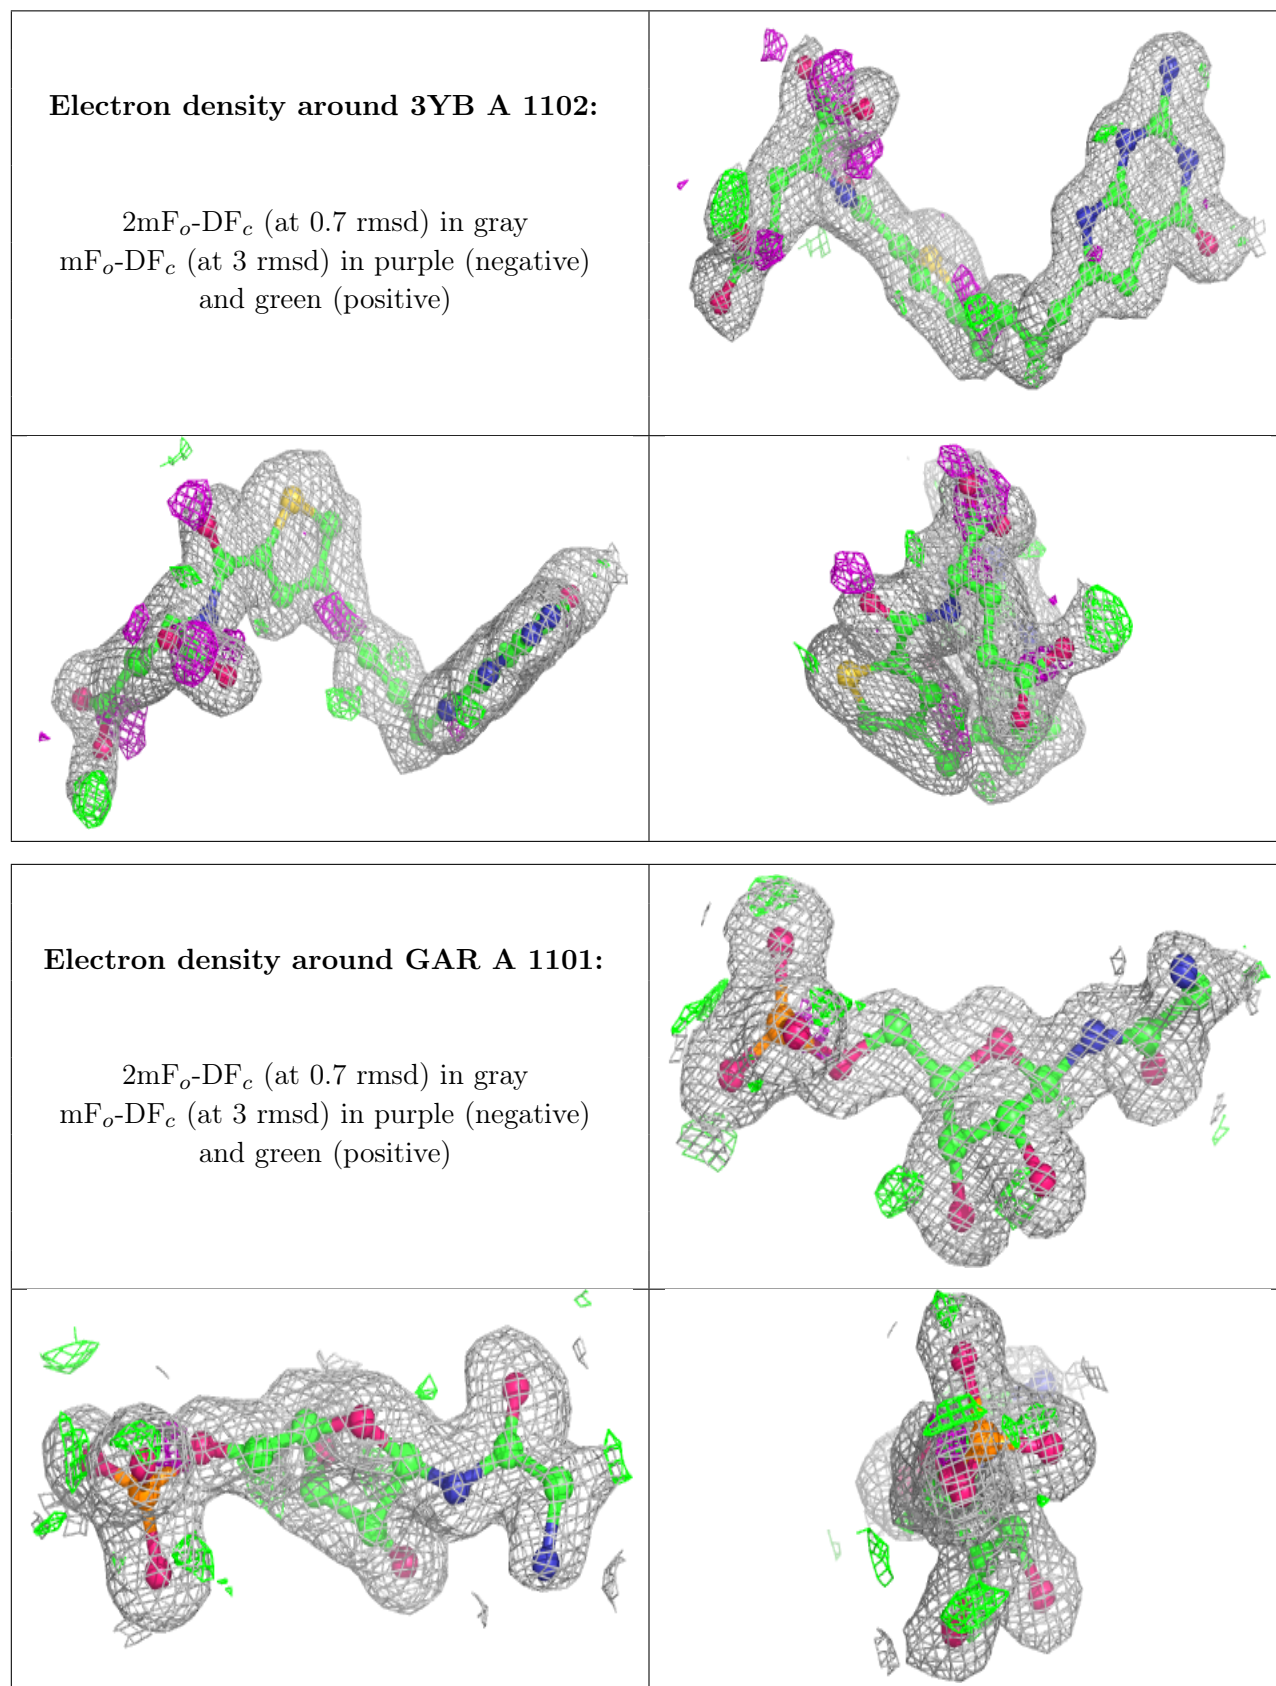 Electron density around 3YB A 1102:
2mFo-DFc (at 0.7 rmsd) in gray
mFo-DFc (at 3 rmsd) in purple (negative)
and green (positive)
Electron density around GAR A 1101:
2mFo-DFc (at 0.7 rmsd) in gray
mFo-DFc (at 3 rmsd) in purple (negative)
and green (positive)